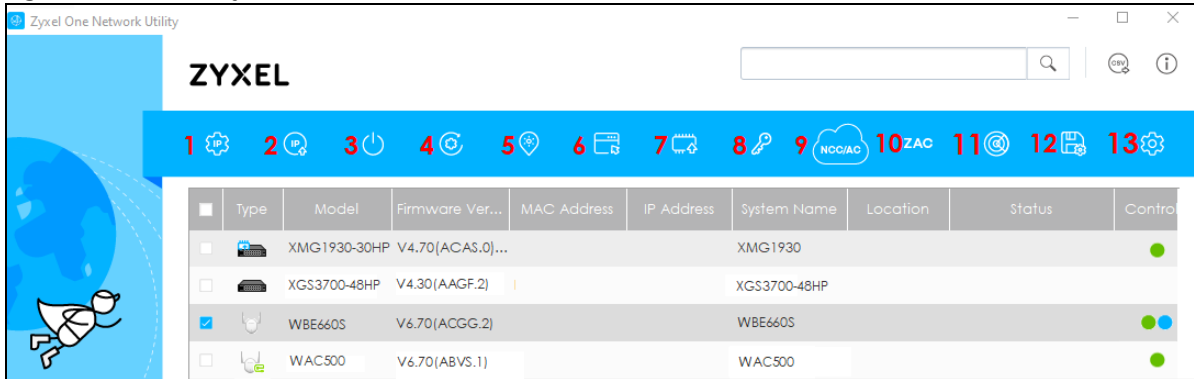 Zyxel One Network Utility
ZYXEL
CSV
1 IP 2 IP 3 4 5 6 7 8 9 NCC/AC 10 ZAC 11 12 13
Type Model Firmware Ver... MAC Address IP Address System Name Location Status Control
XMG1930-30HP V4.70(ACAS.0)... XMG1930
XGS3700-48HP V4.30(AAGF.2) XGS3700-48HP
WBE660S V6.70(ACGG.2) WBE660S
WAC500 V6.70(ABVS.1) WAC500